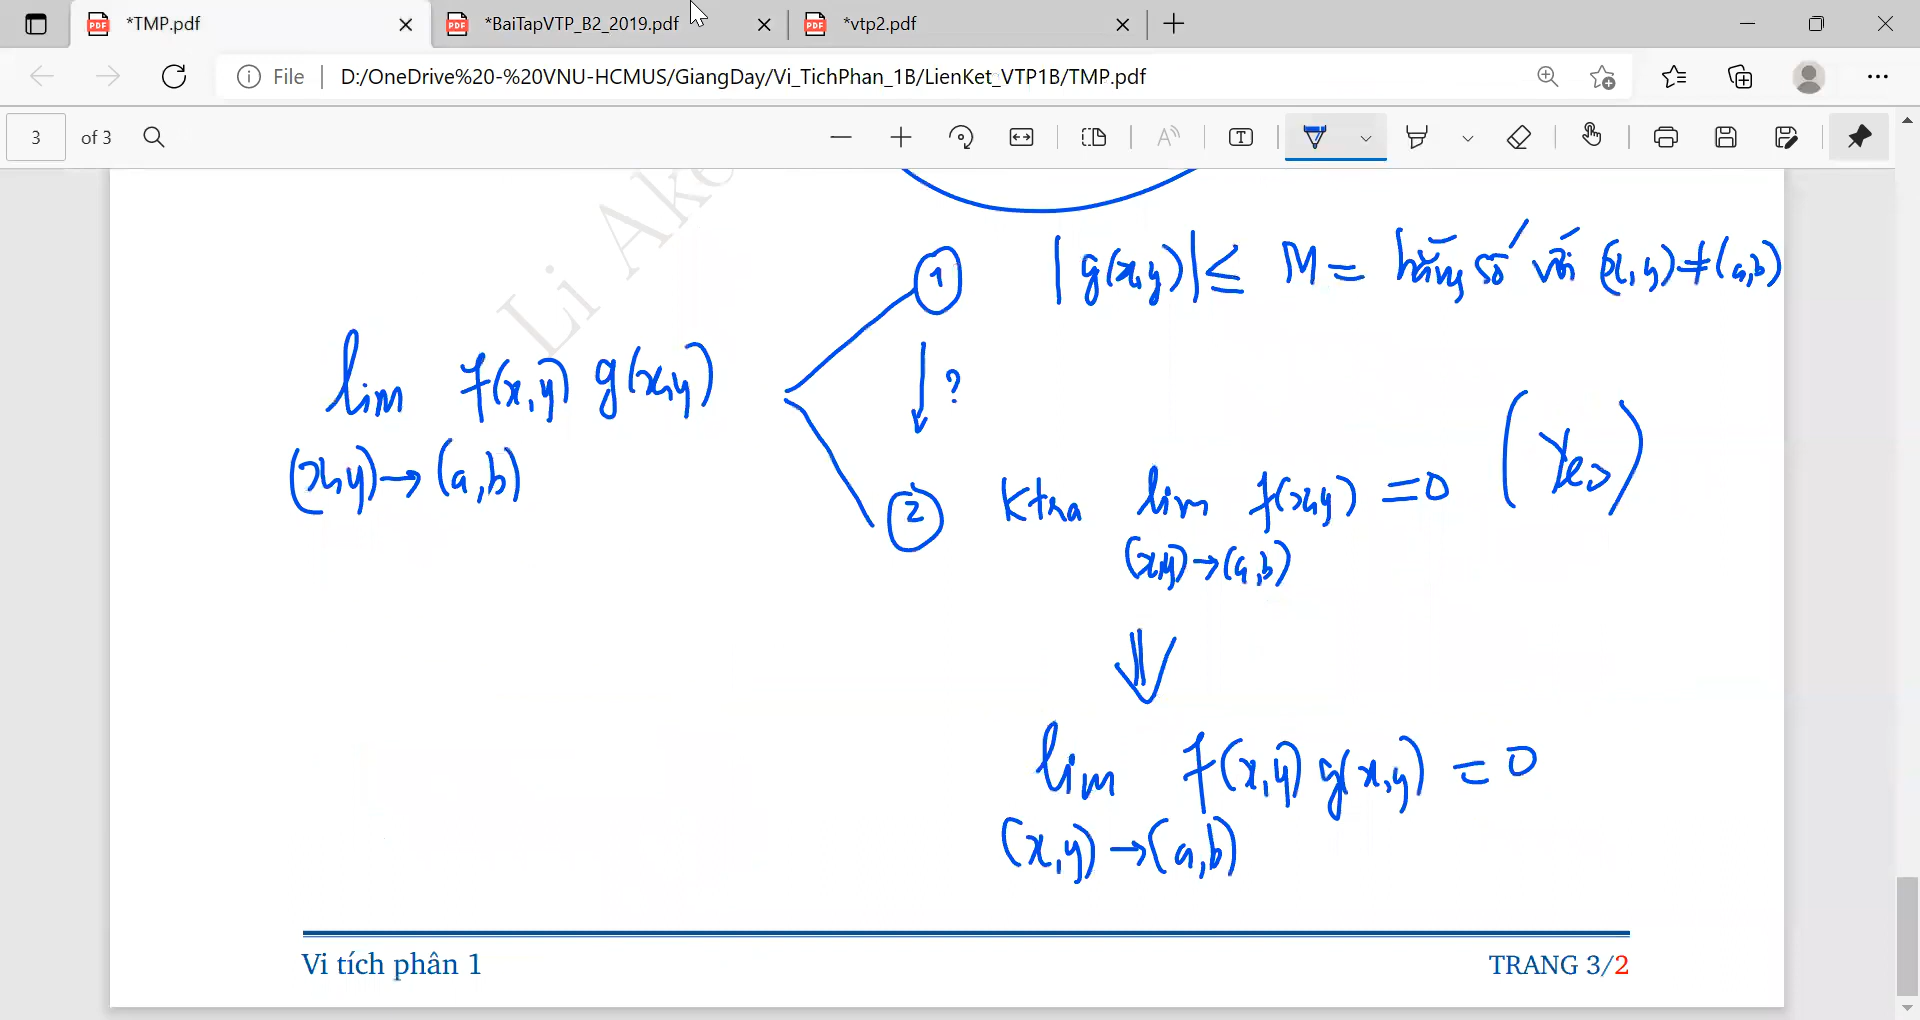 *TMP.pdf
*BaiTapVTP_B2_2019.pdf
*vtp2.pdf
File
D:/OneDrive%20-%20VNU-HCMUS/GiangDay/Vi_TichPhan_1B/LienKet_VTP1B/TMP.pdf
3 of 3
Li Ake
① |g(x,y)| ≤ M = hằng số với (x,y) ≠ (a,b)
↓ ?
lim f(x,y) g(x,y)
(x,y) → (a,b)
② Ktra lim f(x,y) = 0 (Yes)
(x,y) → (a,b)
⇓
lim f(x,y) g(x,y) = 0
(x,y) → (a,b)
Vi tích phân 1
TRANG 3/2